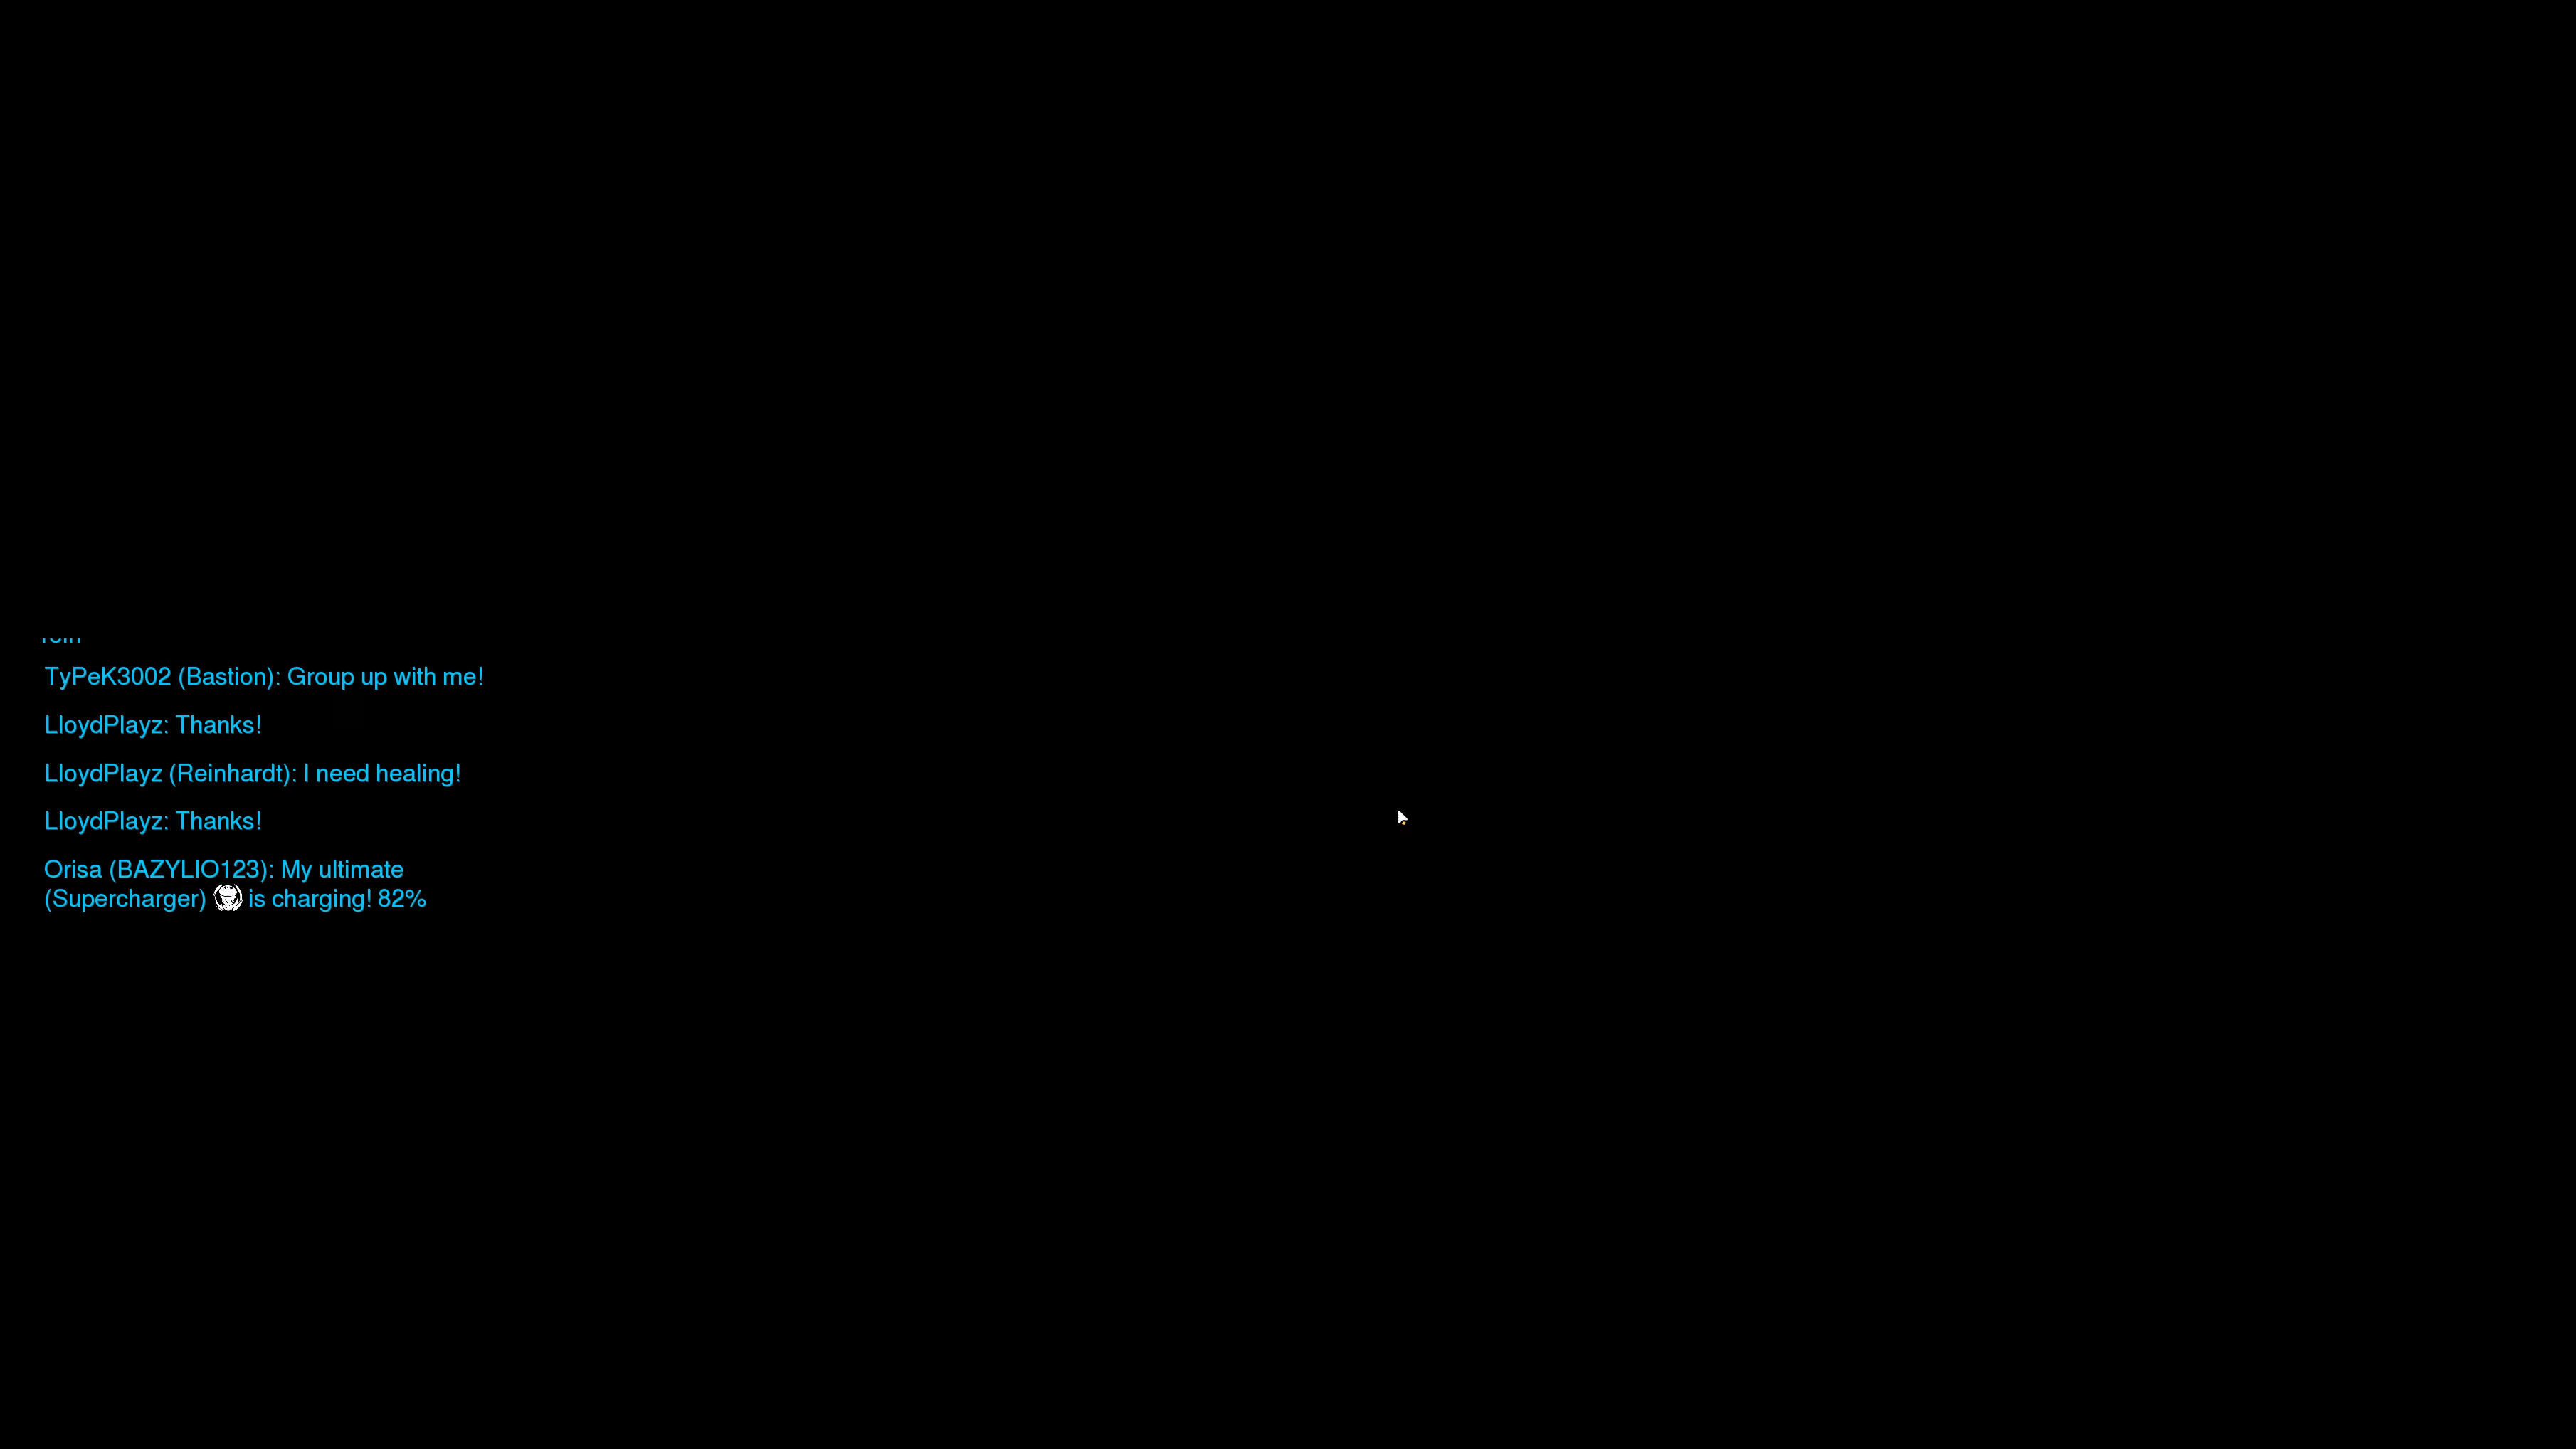 TyPeK3002 (Bastion): Group up with me!
LloydPlayz: Thanks!
LloydPlayz (Reinhardt): I need healing!
LloydPlayz: Thanks!
Orisa (BAZYLIO123): My ultimate
(Supercharger) is charging! 82%